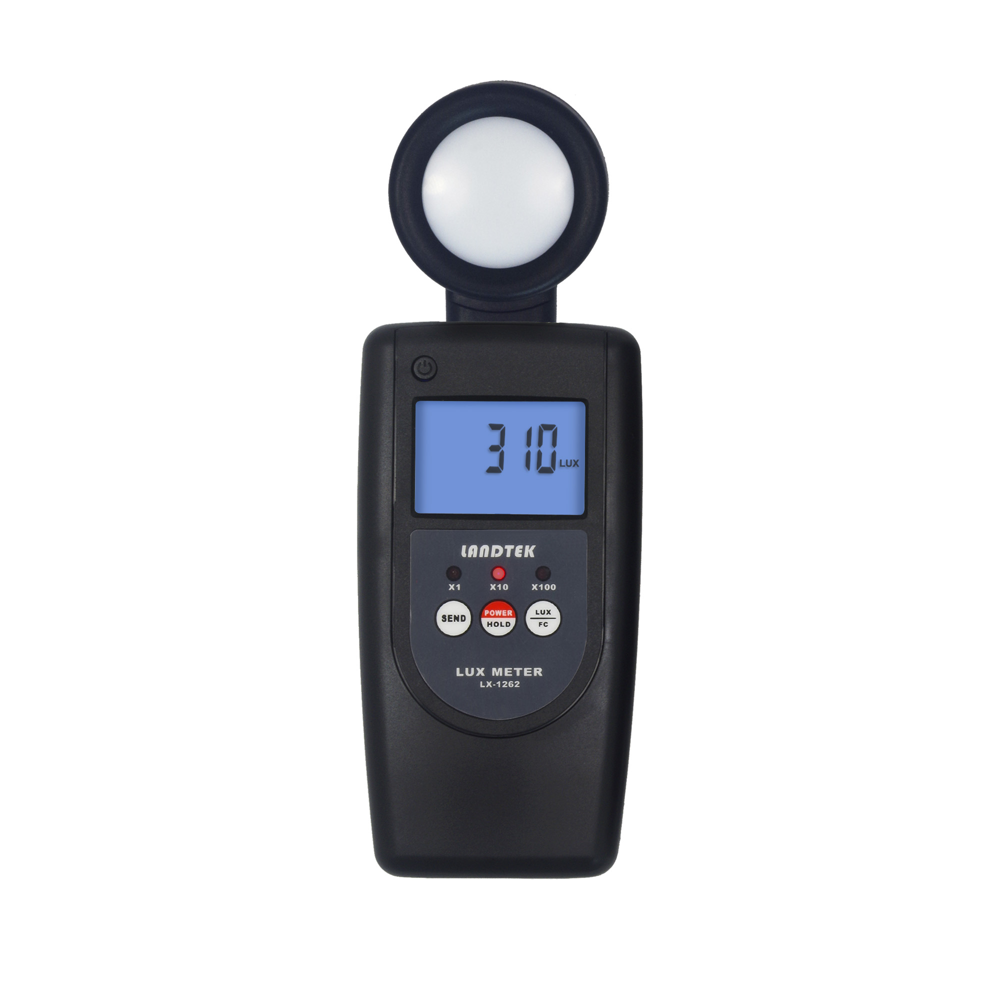 310 LUX
LANDTEK
X1 X10 X100
SEND POWER HOLD LUX FC
LUX METER
LX-1262